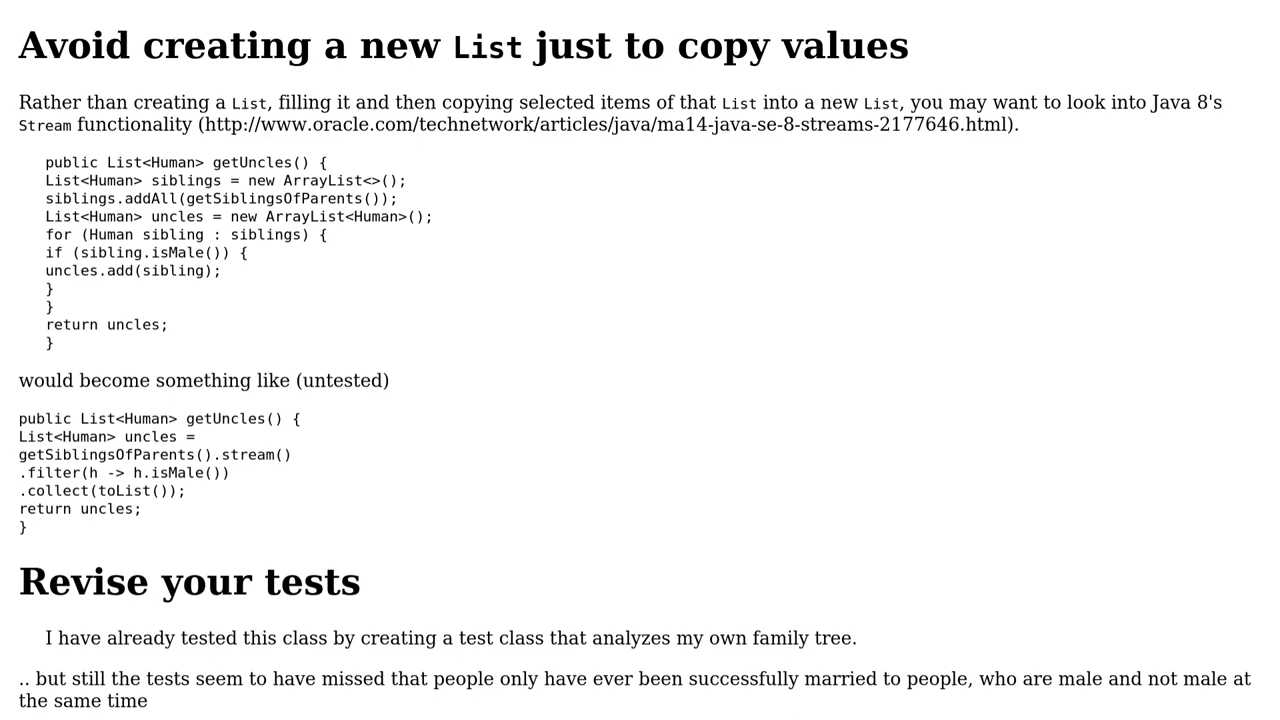 Avoid creating a new List just to copy values
Rather than creating a List, filling it and then copying selected items of that List into a new List, you may want to look into Java 8's
Stream functionality (http://www.oracle.com/technetwork/articles/java/ma14-java-se-8-streams-2177646.html).
public List<Human> getUncles() {
List<Human> siblings = new ArrayList<>();
siblings.addAll(getSiblingsOfParents());
List<Human> uncles = new ArrayList<Human>();
for (Human sibling : siblings) {
if (sibling.isMale()) {
uncles.add(sibling);
}
}
return uncles;
}
would become something like (untested)
public List<Human> getUncles() {
List<Human> uncles =
getSiblingsOfParents().stream()
.filter(h -> h.isMale())
.collect(toList());
return uncles;
}
Revise your tests
I have already tested this class by creating a test class that analyzes my own family tree.
.. but still the tests seem to have missed that people only have ever been successfully married to people, who are male and not male at
the same time